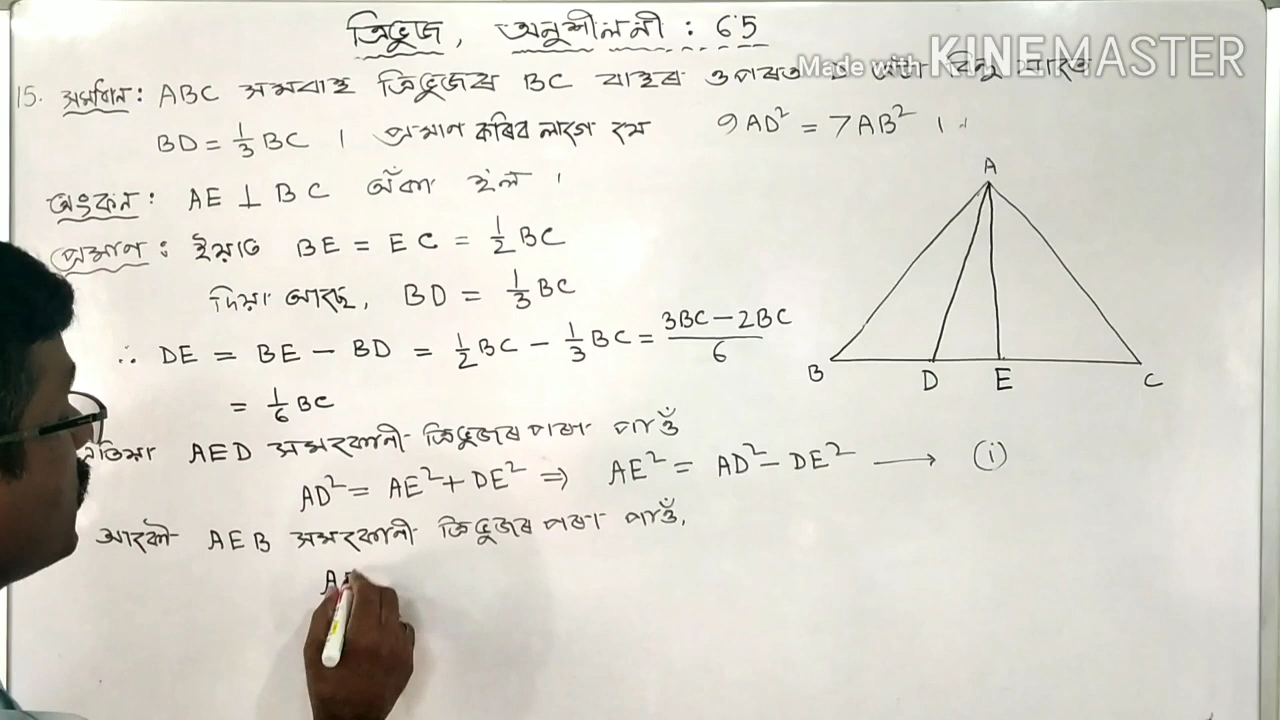 ত্ৰিভুজ, অনুশীলনী : 6.5
Made with KINEMASTER
15. সমাধান : ABC সমবাহু ত্ৰিভুজৰ BC বাহুৰ ওপৰত D এটা বিন্দু যাতে
BD = 1/3 BC । প্ৰমাণ কৰিব লাগে যে 9AD² = 7AB² ।
অংকন : AE ⊥ BC অঁকা হ'ল ।
প্ৰমাণ : ইয়াত BE = EC = 1/2 BC
দিয়া আছে, BD = 1/3 BC
∴ DE = BE − BD = 1/2 BC − 1/3 BC = (3BC − 2BC)/6
= 1/6 BC
AED সমকোণী ত্ৰিভুজৰ পৰা পাওঁ
AD² = AE² + DE² ⇒ AE² = AD² − DE² ⟶ (i)
আকৌ AEB সমকোণী ত্ৰিভুজৰ পৰা পাওঁ,
A
A
B D E C